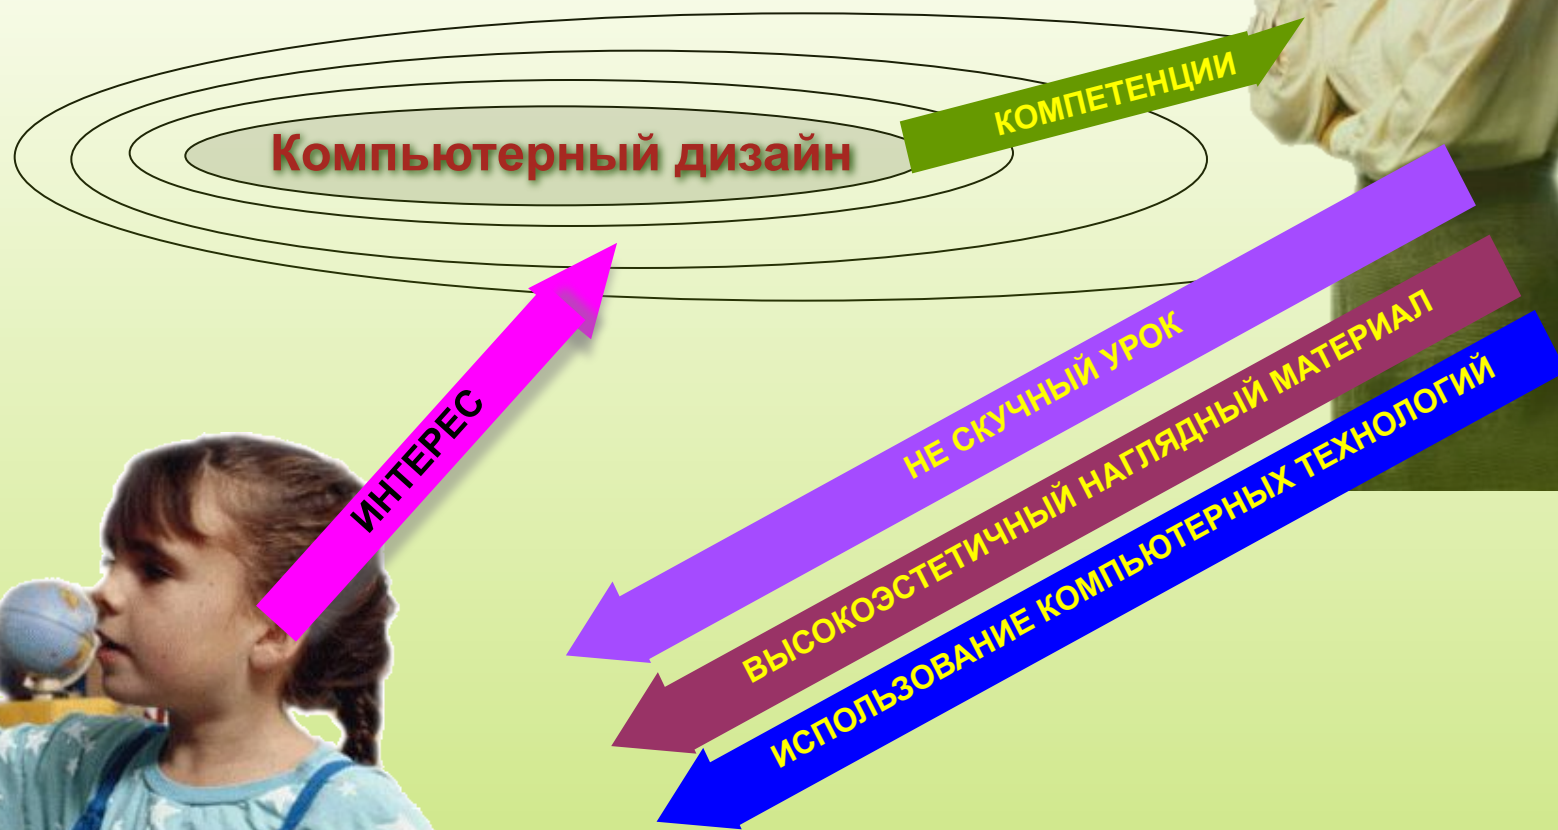 КОМПЕТЕНЦИИ
Компьютерный дизайн
ИНТЕРЕС
НЕ СКУЧНЫЙ УРОК
ВЫСОКОЭСТЕТИЧНЫЙ НАГЛЯДНЫЙ МАТЕРИАЛ
ИСПОЛЬЗОВАНИЕ КОМПЬЮТЕРНЫХ ТЕХНОЛОГИЙ